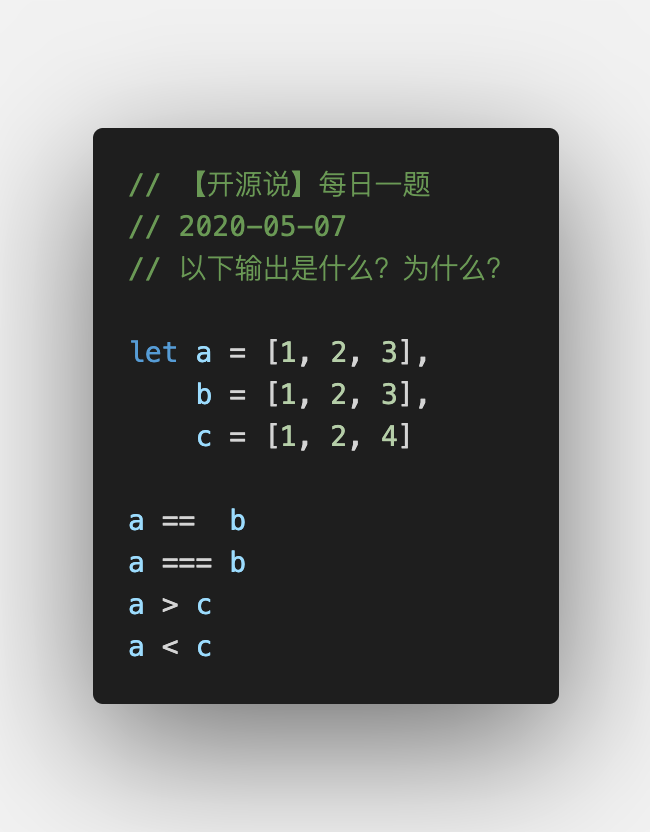 // 【开源说】每日一题
// 2020-05-07
// 以下输出是什么？为什么？
let a = [1, 2, 3],
    b = [1, 2, 3],
    c = [1, 2, 4]
a ==  b
a === b
a > c
a < c